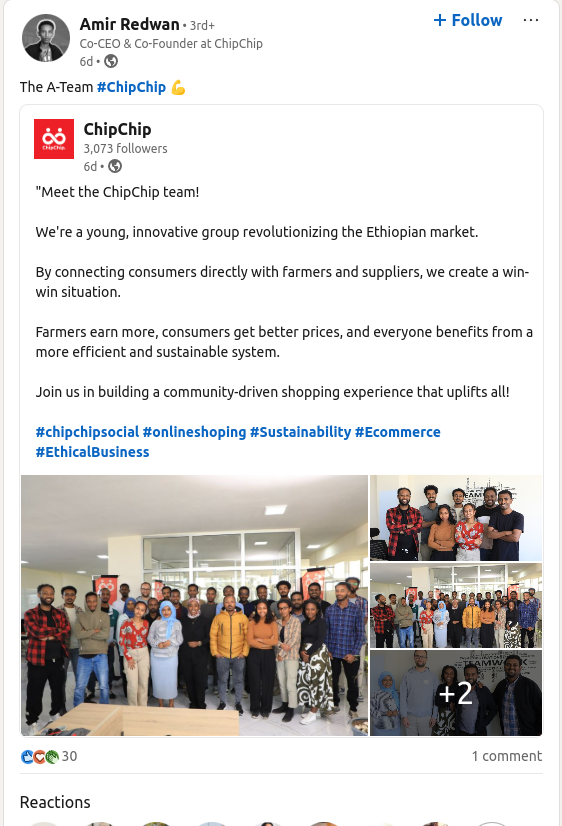 Amir Redwan • 3rd+
+ Follow ...
Co-CEO & Co-Founder at ChipChip
6d •
The A-Team #ChipChip 💪
ChipChip.
ChipChip
3,073 followers
6d •
"Meet the ChipChip team!
We're a young, innovative group revolutionizing the Ethiopian market.
By connecting consumers directly with farmers and suppliers, we create a win-
win situation.
Farmers earn more, consumers get better prices, and everyone benefits from a
more efficient and sustainable system.
Join us in building a community-driven shopping experience that uplifts all!
#chipchipsocial #onlineshoping #Sustainability #Ecommerce
#EthicalBusiness
TEAMWORK
+2
30
1 comment
Reactions